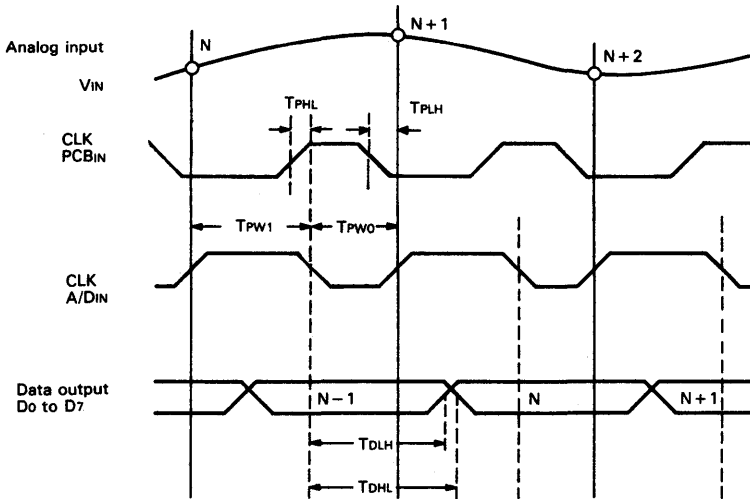 N
N+1
N+2
Analog input
VIN
TPHL
TPLH
CLK
PCBIN
TPW1
TPW0
CLK
A/DIN
Data output
D0 to D7
N−1
N
N+1
TDLH
TDHL